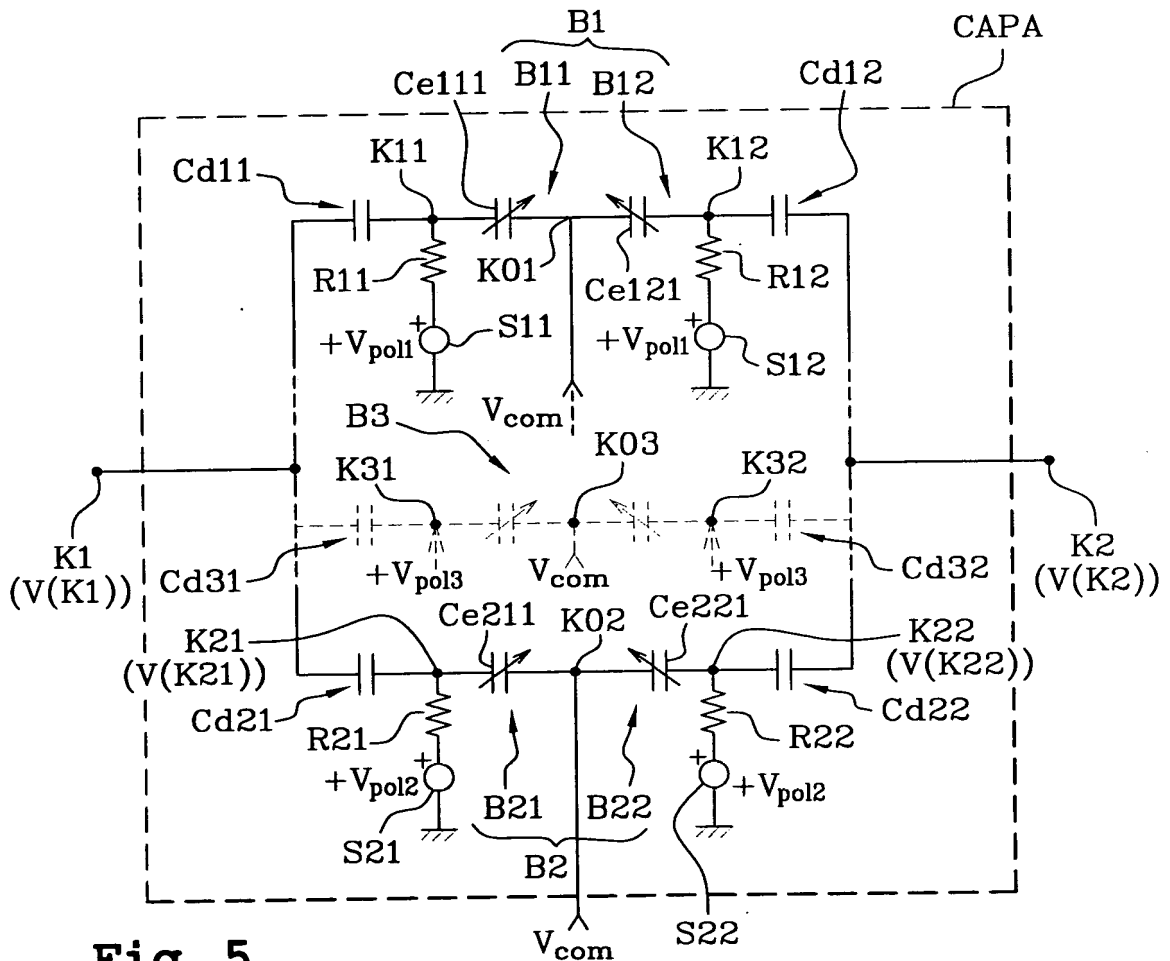 B1
CAPA
Ce111
B11
B12
Cd12
Cd11
K11
K12
R11
K01
Ce121
R12
+Vpol1
+
S11
+Vpol1
+
S12
Vcom
B3
K31
K03
K32
K1
(V(K1))
Cd31
+Vpol3
Vcom
+Vpol3
Cd32
K2
(V(K2))
K21
(V(K21))
Ce211
K02
Ce221
K22
(V(K22))
Cd21
R21
R22
Cd22
+Vpol2
+
+
+Vpol2
S21
B21
B22
B2
Vcom
S22
Fig. 5